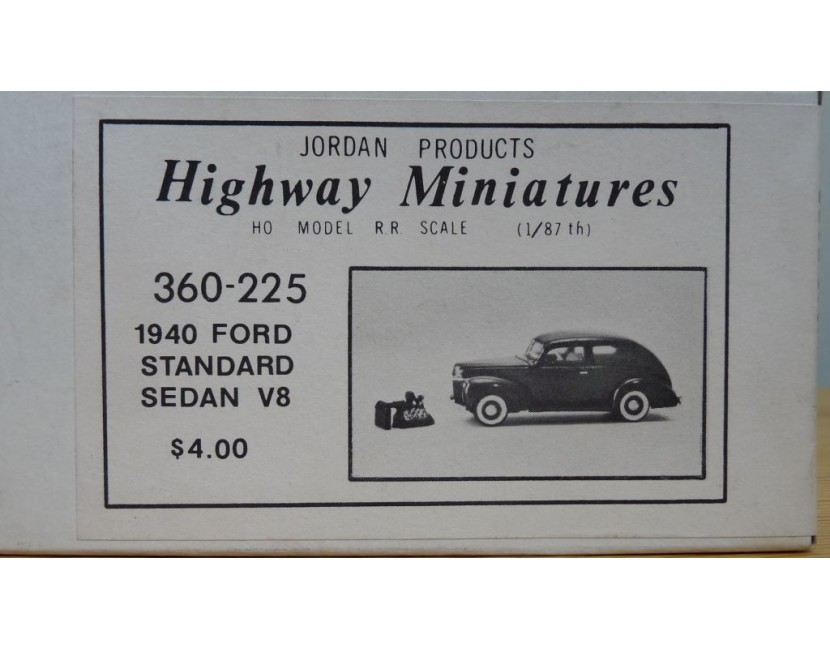 JORDAN PRODUCTS
Highway Miniatures
HO MODEL R.R. SCALE (1/87 th)
360-225
1940 FORD
STANDARD
SEDAN V8
$4.00